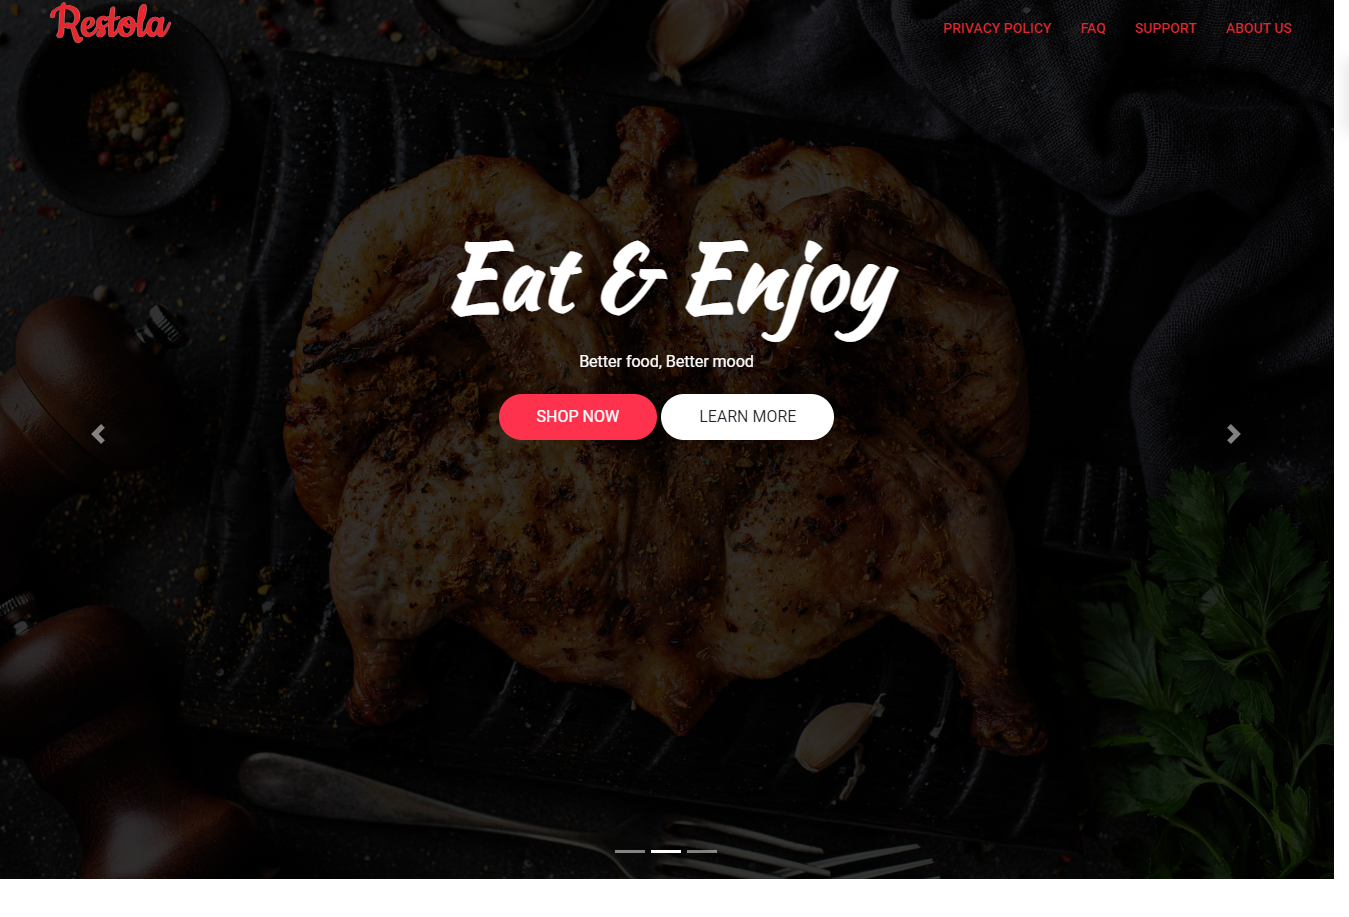 Restola
PRIVACY POLICY FAQ SUPPORT ABOUT US
Eat & Enjoy
Better food, Better mood
SHOP NOW LEARN MORE